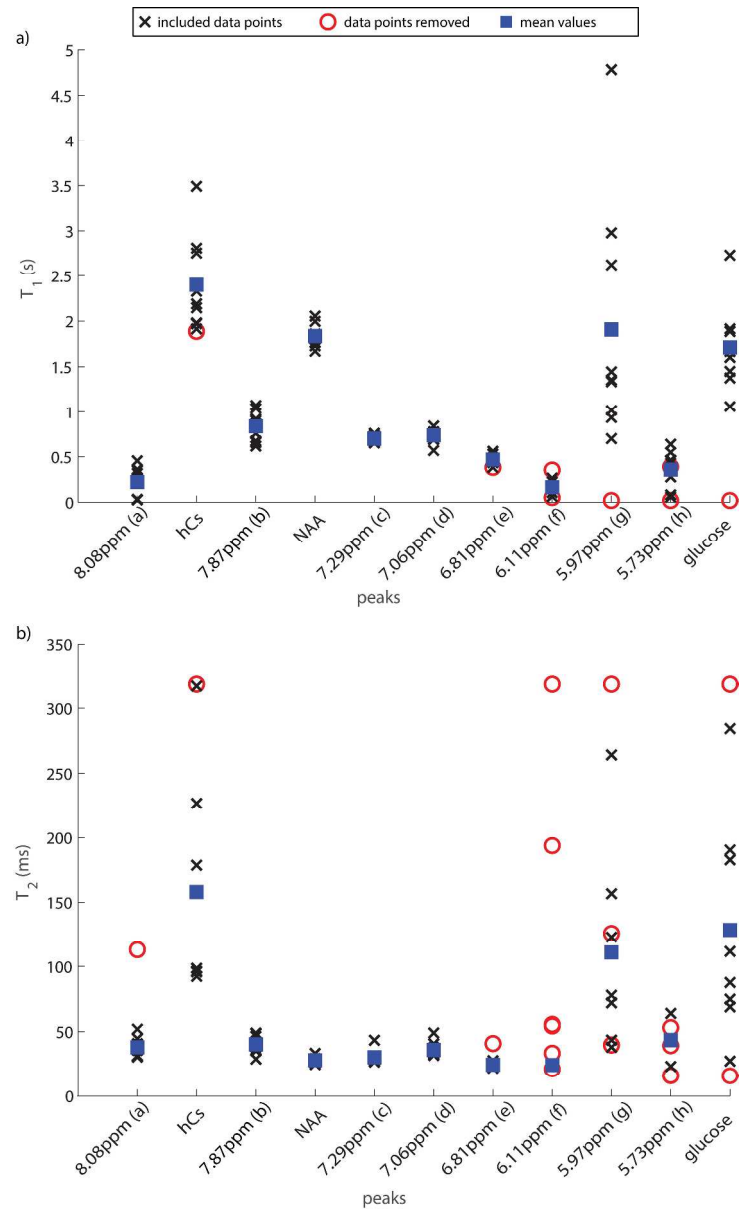 included data points data points removed mean values
a)
5
4.5
4
3.5
3
2.5
2
1.5
1
0.5
0
T1 (s)
8.08ppm (a) hCs 7.87ppm (b) NAA 7.29ppm (c) 7.06ppm (d) 6.81ppm (e) 6.11ppm (f) 5.97ppm (g) 5.73ppm (h) glucose
peaks
b)
350
300
250
200
150
100
50
0
T2 (ms)
8.08ppm (a) hCs 7.87ppm (b) NAA 7.29ppm (c) 7.06ppm (d) 6.81ppm (e) 6.11ppm (f) 5.97ppm (g) 5.73ppm (h) glucose
peaks